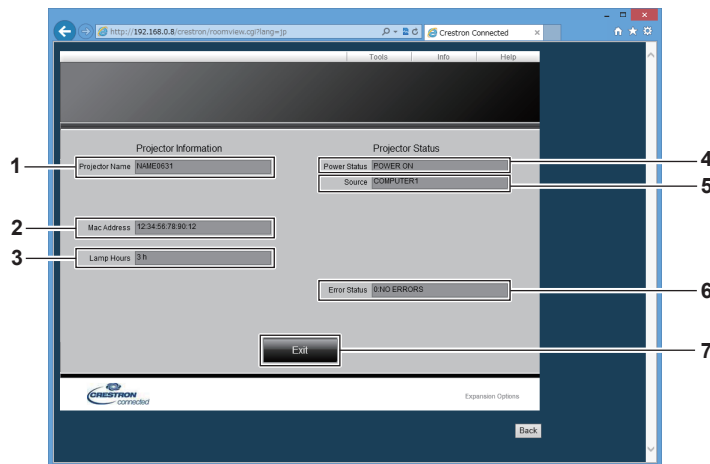 http://192.168.0.8/crestron/roomview.cgi?lang=jp
Crestron Connected
Tools Info Help
Projector Information
Projector Status
1 Projector Name NAME0631
Power Status POWER ON 4
Source COMPUTER1 5
2 Mac Address 12:34:56:78:90:12
3 Lamp Hours 3 h
Error Status 0:NO ERRORS 6
Exit 7
CRESTRON
connected
Expansion Options
Back